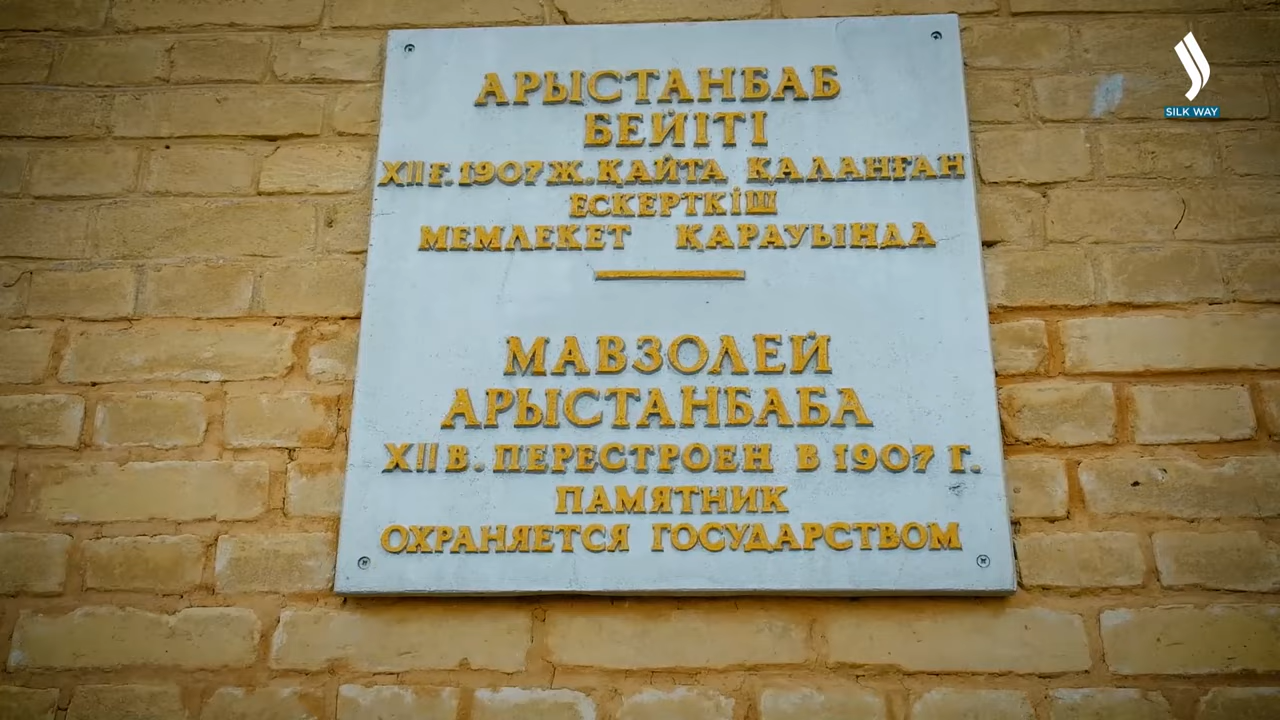 АРЫСТАНБАБ
БЕЙІТІ
XII Ғ. 1907 Ж. ҚАЙТА ҚАЛАНҒАН
ЕСКЕРТКІШ
МЕМЛЕКЕТ ҚАРАУЫНДА
МАВЗОЛЕЙ
АРЫСТАНБАБА
XII В. ПЕРЕСТРОЕН В 1907 Г.
ПАМЯТНИК
ОХРАНЯЕТСЯ ГОСУДАРСТВОМ
SILK WAY